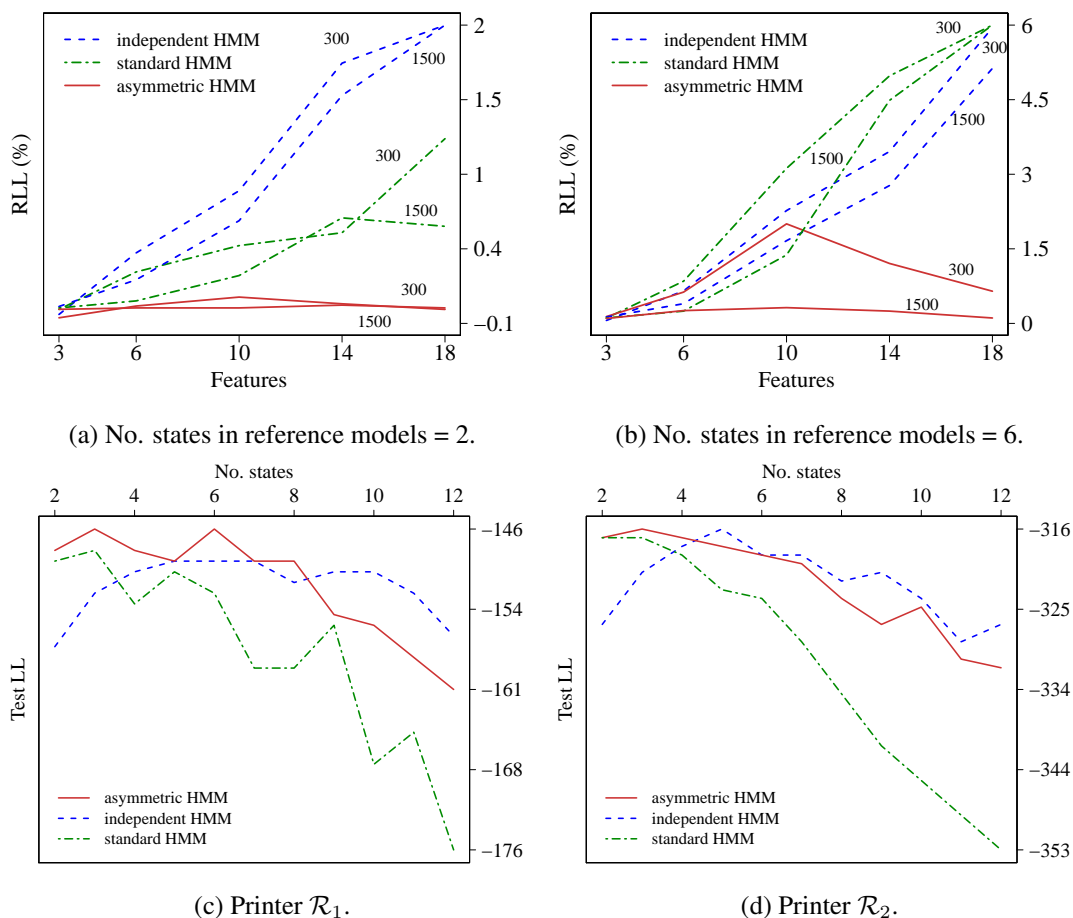 independent HMM
standard HMM
asymmetric HMM
300
1500
300
1500
300
1500
2
1.5
1
0.4
−0.1
RLL (%)
3 6 10 14 18
Features
(a) No. states in reference models = 2.
independent HMM
standard HMM
asymmetric HMM
300
300
1500
1500
300
1500
6
4.5
3
1.5
0
RLL (%)
3 6 10 14 18
Features
(b) No. states in reference models = 6.
No. states
2 4 6 8 10 12
−146
−154
−161
−168
−176
Test LL
asymmetric HMM
independent HMM
standard HMM
(c) Printer R₁.
No. states
2 4 6 8 10 12
−316
−325
−334
−344
−353
Test LL
asymmetric HMM
independent HMM
standard HMM
(d) Printer R₂.